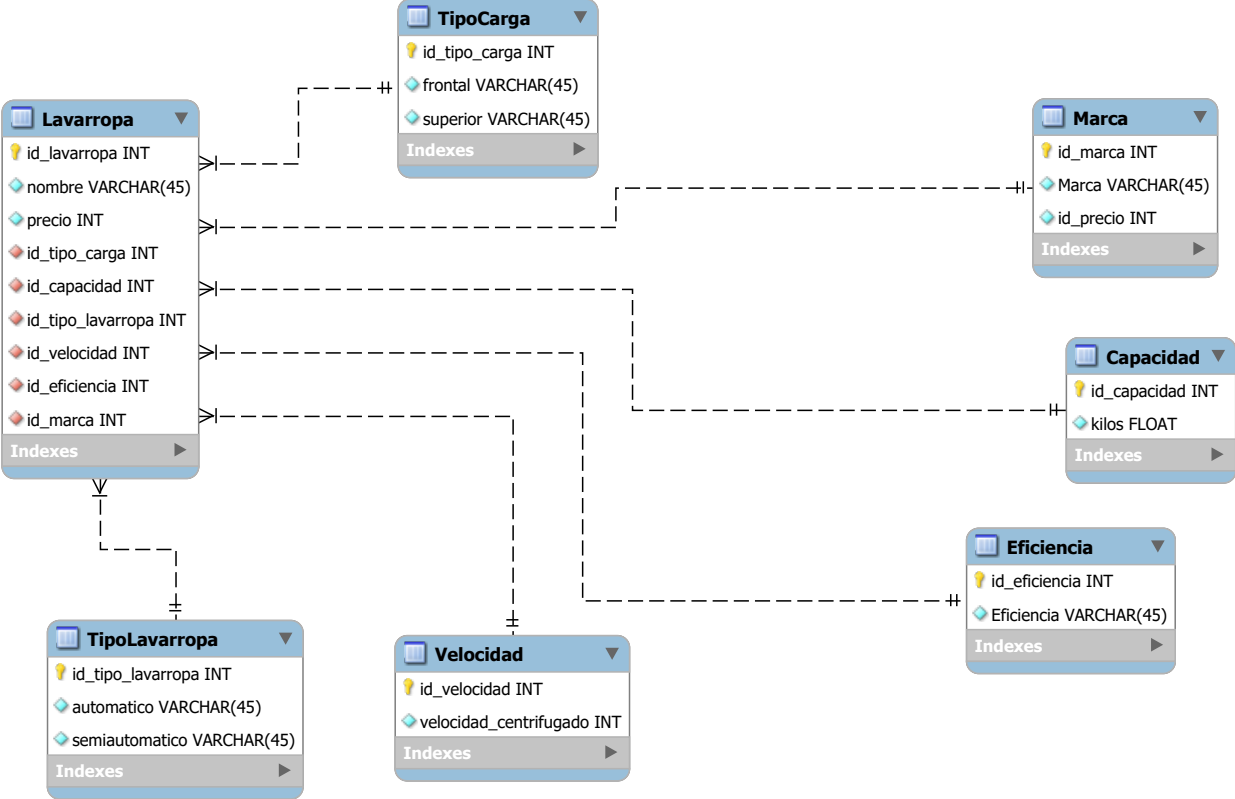 TipoCarga
id_tipo_carga INT
frontal VARCHAR(45)
superior VARCHAR(45)
Indexes
Lavarropa
id_lavarropa INT
nombre VARCHAR(45)
precio INT
id_tipo_carga INT
id_capacidad INT
id_tipo_lavarropa INT
id_velocidad INT
id_eficiencia INT
id_marca INT
Indexes
Marca
id_marca INT
Marca VARCHAR(45)
id_precio INT
Indexes
Capacidad
id_capacidad INT
kilos FLOAT
Indexes
Eficiencia
id_eficiencia INT
Eficiencia VARCHAR(45)
Indexes
TipoLavarropa
id_tipo_lavarropa INT
automatico VARCHAR(45)
semiautomatico VARCHAR(45)
Indexes
Velocidad
id_velocidad INT
velocidad_centrifugado INT
Indexes